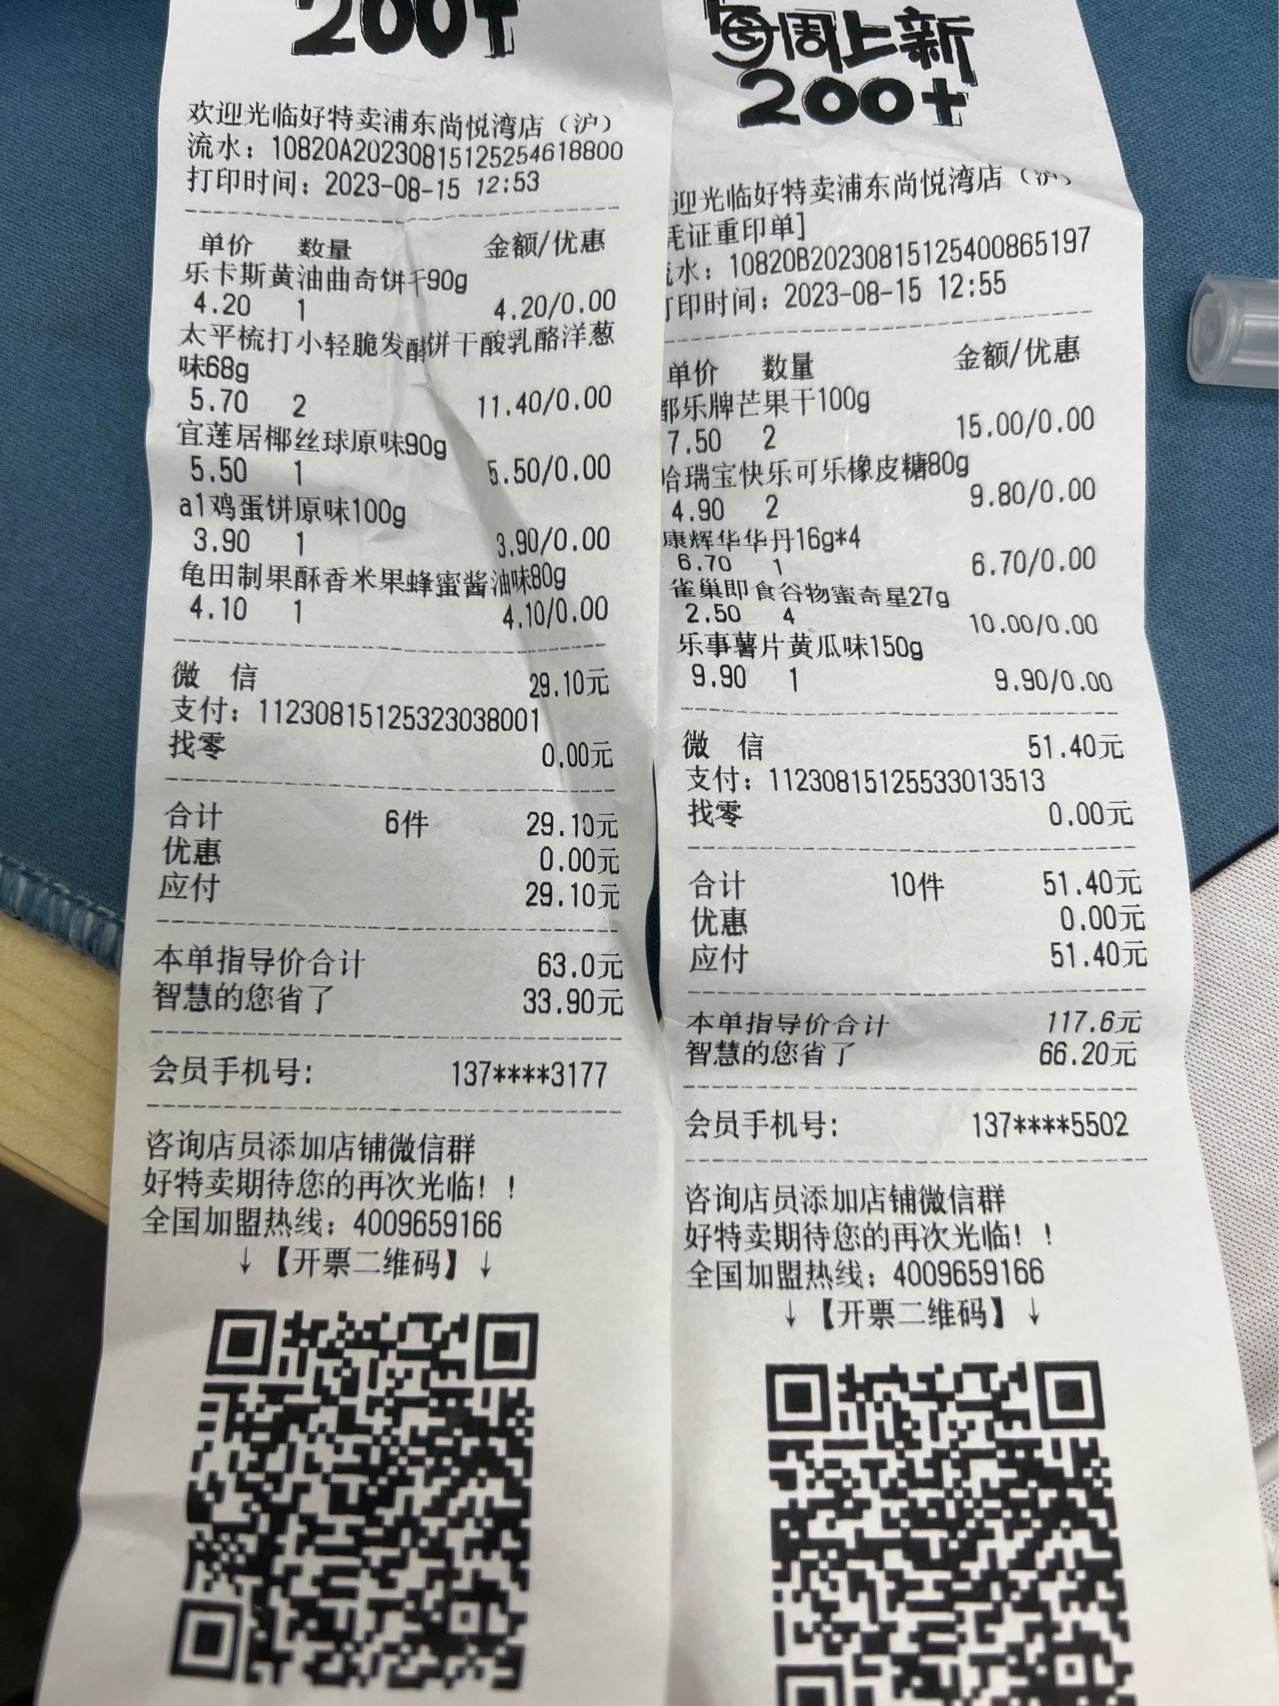 200+
欢迎光临好特卖浦东尚悦湾店（沪）
流水：10820A20230815125254618800
打印时间：2023-08-15 12:53
单价 数量 金额/优惠
乐卡斯黄油曲奇饼干90g
4.20 1 4.20/0.00
太平梳打小轻脆发酵饼干酸乳酪洋葱
味68g
5.70 2 11.40/0.00
宜莲居椰丝球原味90g
5.50 1 5.50/0.00
a1鸡蛋饼原味100g
3.90 1 3.90/0.00
龟田制果酥香米果蜂蜜酱油味80g
4.10 1 4.10/0.00
微 信 29.10元
支付：11230815125323038001
找零 0.00元
合计 6件 29.10元
优惠 0.00元
应付 29.10元
本单指导价合计 63.0元
智慧的您省了 33.90元
会员手机号: 137****3177
咨询店员添加店铺微信群
好特卖期待您的再次光临！！
全国加盟热线：4009659166
↓【开票二维码】↓
每周上新
200+
迎光临好特卖浦东尚悦湾店（沪）
凭证重印单]
流水：10820B20230815125400865197
打印时间：2023-08-15 12:55
单价 数量 金额/优惠
都乐牌芒果干100g
7.50 2 15.00/0.00
哈瑞宝快乐可乐橡皮糖80g
4.90 2 9.80/0.00
康辉华华丹16g*4
6.70 1 6.70/0.00
雀巢即食谷物蜜奇星27g
2.50 4 10.00/0.00
乐事薯片黄瓜味150g
9.90 1 9.90/0.00
微 信 51.40元
支付：11230815125533013513
找零 0.00元
合计 10件 51.40元
优惠 0.00元
应付 51.40元
本单指导价合计 117.6元
智慧的您省了 66.20元
会员手机号: 137****5502
咨询店员添加店铺微信群
好特卖期待您的再次光临！！
全国加盟热线：4009659166
↓【开票二维码】↓